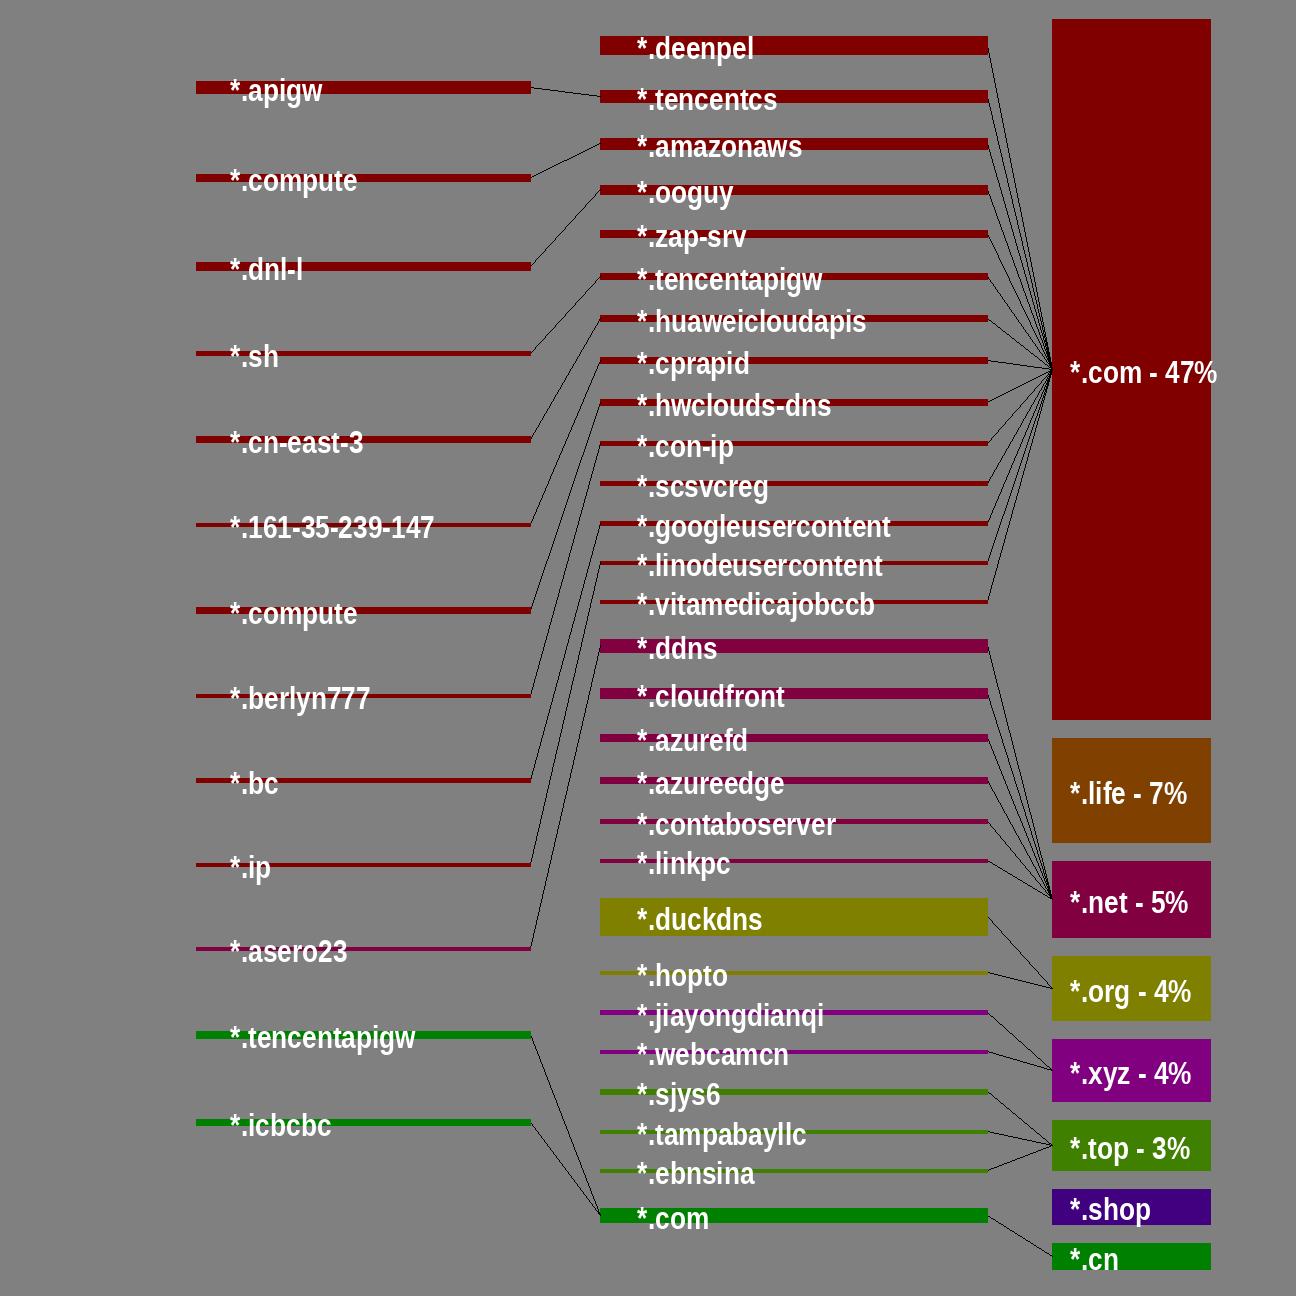 *.apigw
*.compute
*.dnl-l
*.sh
*.cn-east-3
*.161-35-239-147
*.compute
*.berlyn777
*.bc
*.ip
*.asero23
*.tencentapigw
*.icbcbc
*.deenpel
*.tencentcs
*.amazonaws
*.ooguy
*.zap-srv
*.tencentapigw
*.huaweicloudapis
*.cprapid
*.hwclouds-dns
*.con-ip
*.scsvcreg
*.googleusercontent
*.linodeusercontent
*.vitamedicajobccb
*.ddns
*.cloudfront
*.azurefd
*.azureedge
*.contaboserver
*.linkpc
*.duckdns
*.hopto
*.jiayongdianqi
*.webcamcn
*.sjys6
*.tampabayllc
*.ebnsina
*.com
*.com - 47%
*.life - 7%
*.net - 5%
*.org - 4%
*.xyz - 4%
*.top - 3%
*.shop
*.cn